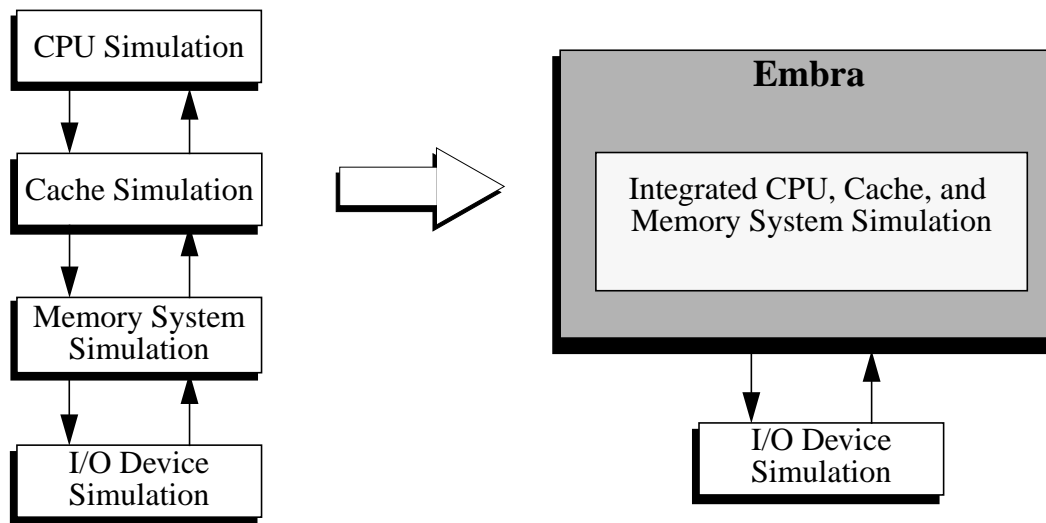 CPU Simulation
Cache Simulation
Memory System
Simulation
I/O Device
Simulation
Embra
Integrated CPU, Cache, and
Memory System Simulation
I/O Device
Simulation